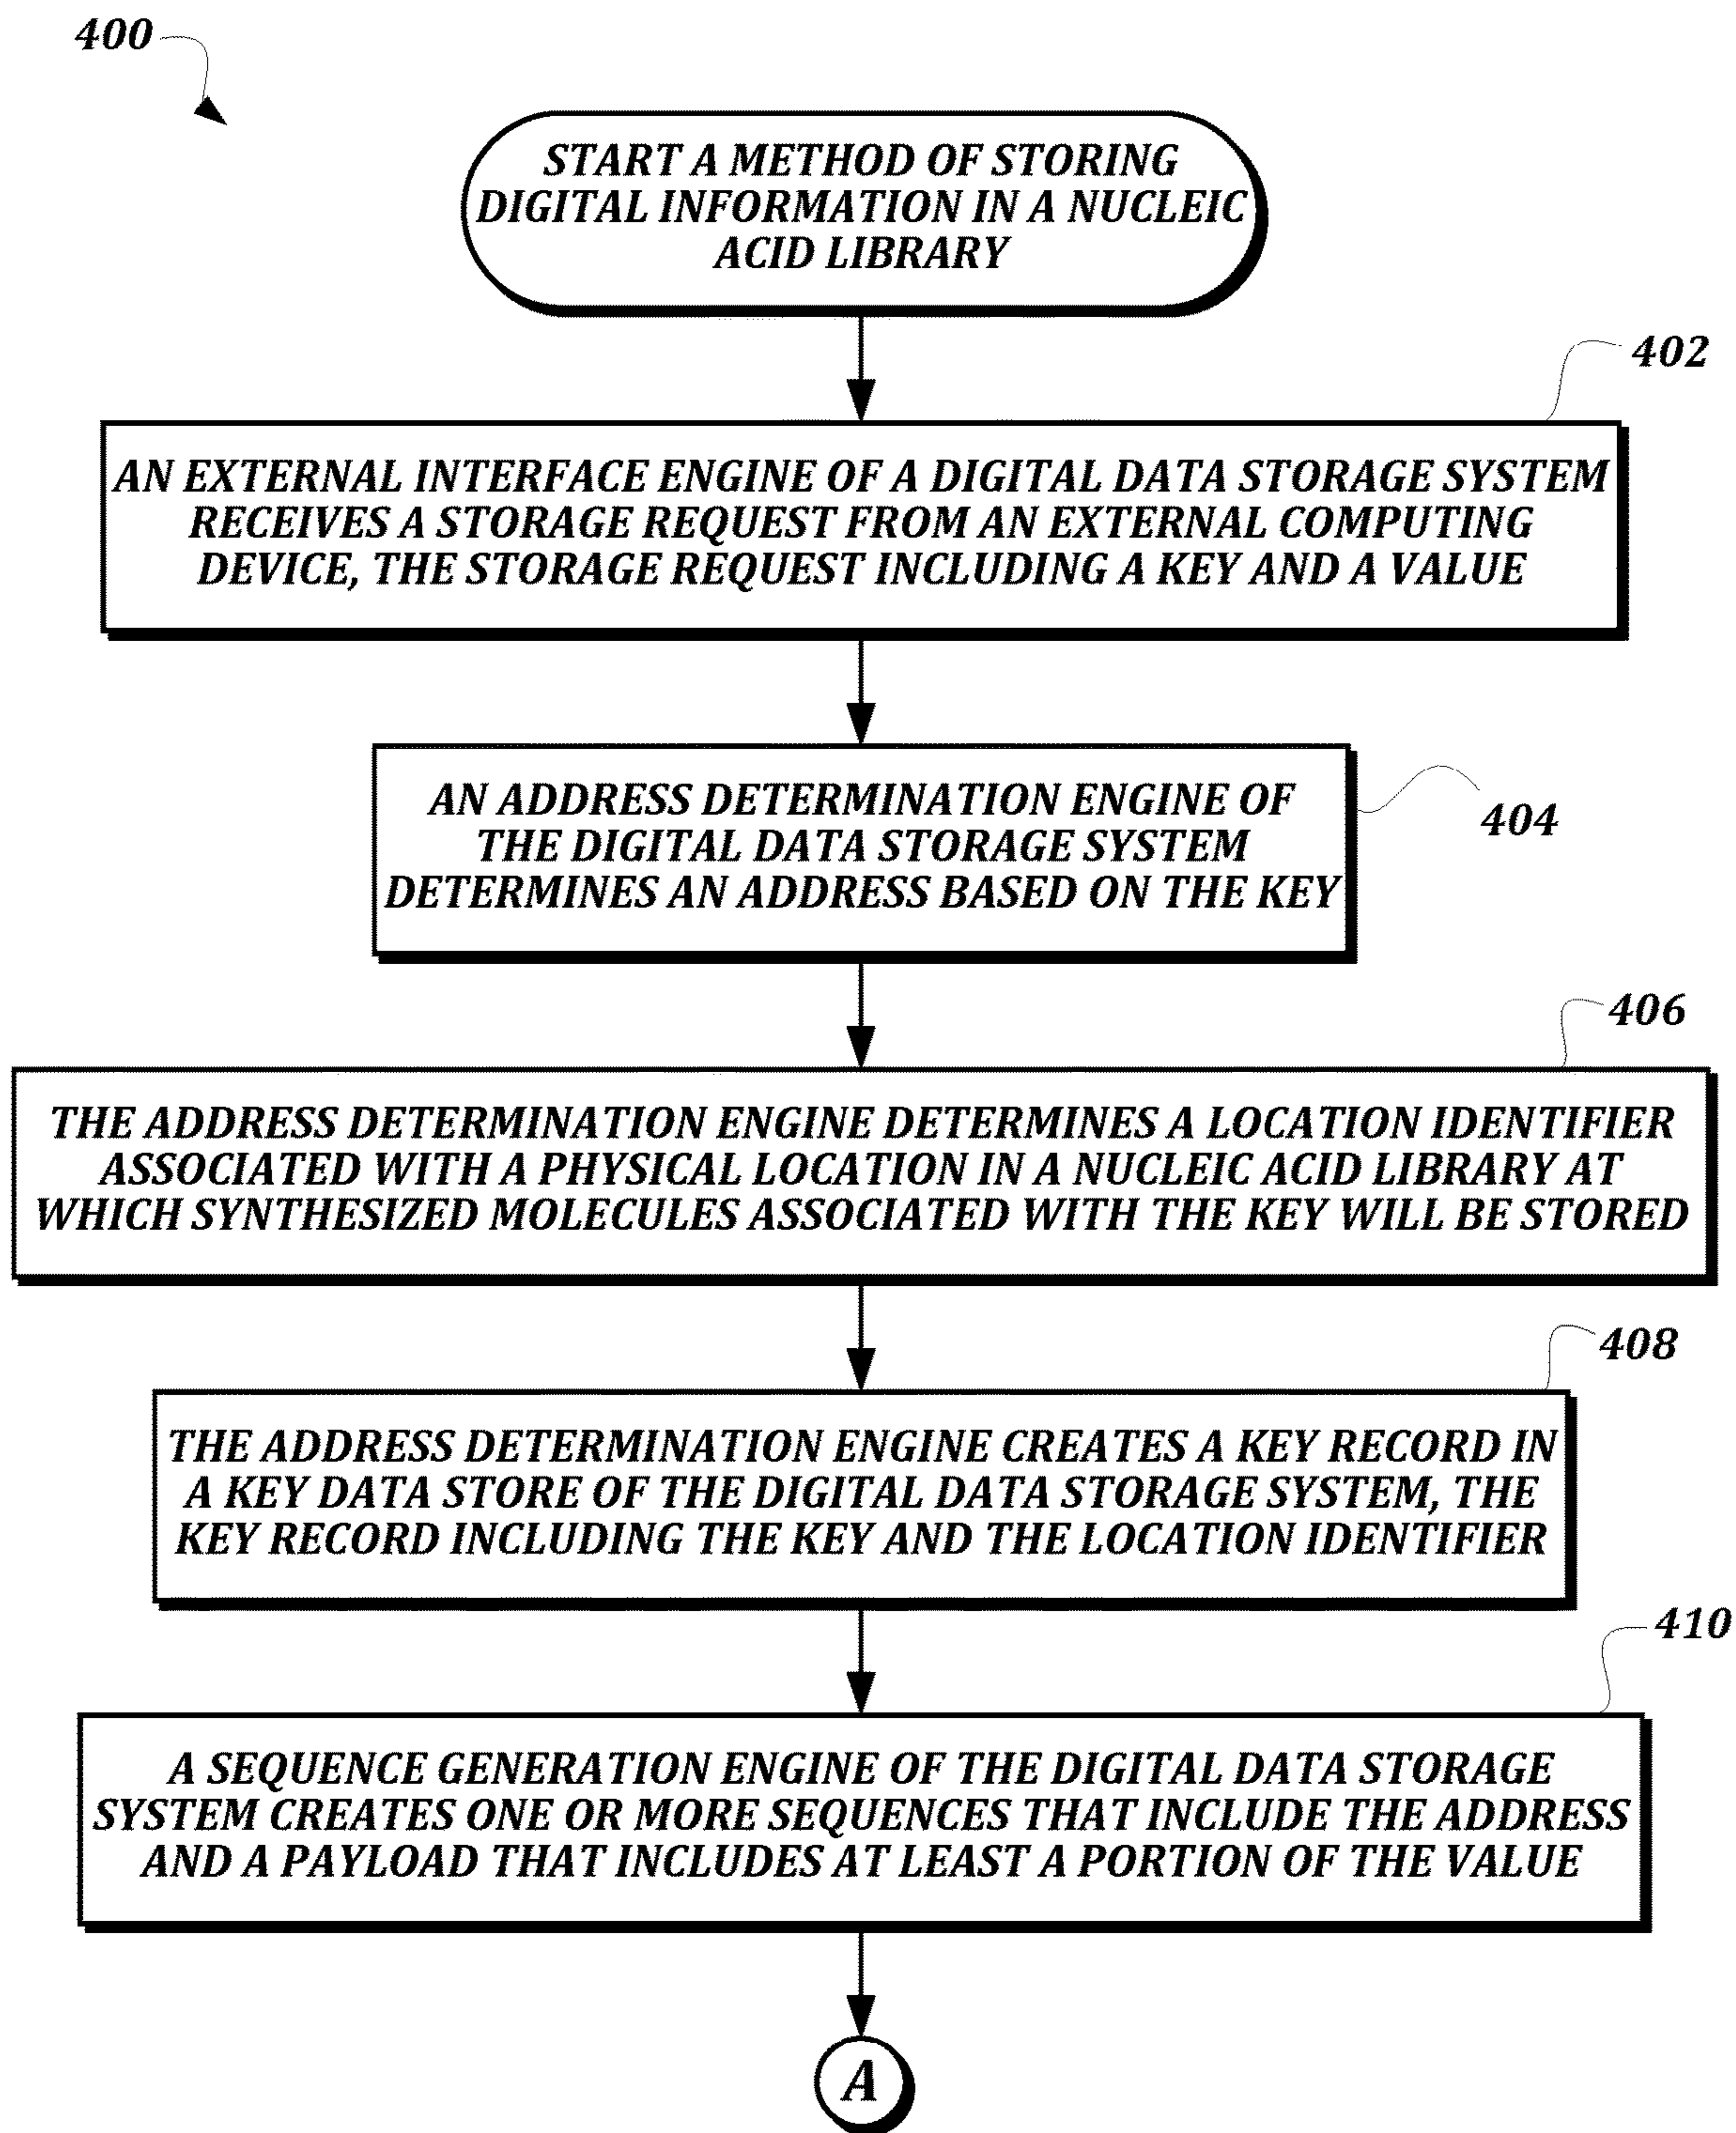 400
START A METHOD OF STORING
DIGITAL INFORMATION IN A NUCLEIC
ACID LIBRARY
402
AN EXTERNAL INTERFACE ENGINE OF A DIGITAL DATA STORAGE SYSTEM
RECEIVES A STORAGE REQUEST FROM AN EXTERNAL COMPUTING
DEVICE, THE STORAGE REQUEST INCLUDING A KEY AND A VALUE
AN ADDRESS DETERMINATION ENGINE OF
THE DIGITAL DATA STORAGE SYSTEM
DETERMINES AN ADDRESS BASED ON THE KEY
404
406
THE ADDRESS DETERMINATION ENGINE DETERMINES A LOCATION IDENTIFIER
ASSOCIATED WITH A PHYSICAL LOCATION IN A NUCLEIC ACID LIBRARY AT
WHICH SYNTHESIZED MOLECULES ASSOCIATED WITH THE KEY WILL BE STORED
408
THE ADDRESS DETERMINATION ENGINE CREATES A KEY RECORD IN
A KEY DATA STORE OF THE DIGITAL DATA STORAGE SYSTEM, THE
KEY RECORD INCLUDING THE KEY AND THE LOCATION IDENTIFIER
410
A SEQUENCE GENERATION ENGINE OF THE DIGITAL DATA STORAGE
SYSTEM CREATES ONE OR MORE SEQUENCES THAT INCLUDE THE ADDRESS
AND A PAYLOAD THAT INCLUDES AT LEAST A PORTION OF THE VALUE
A